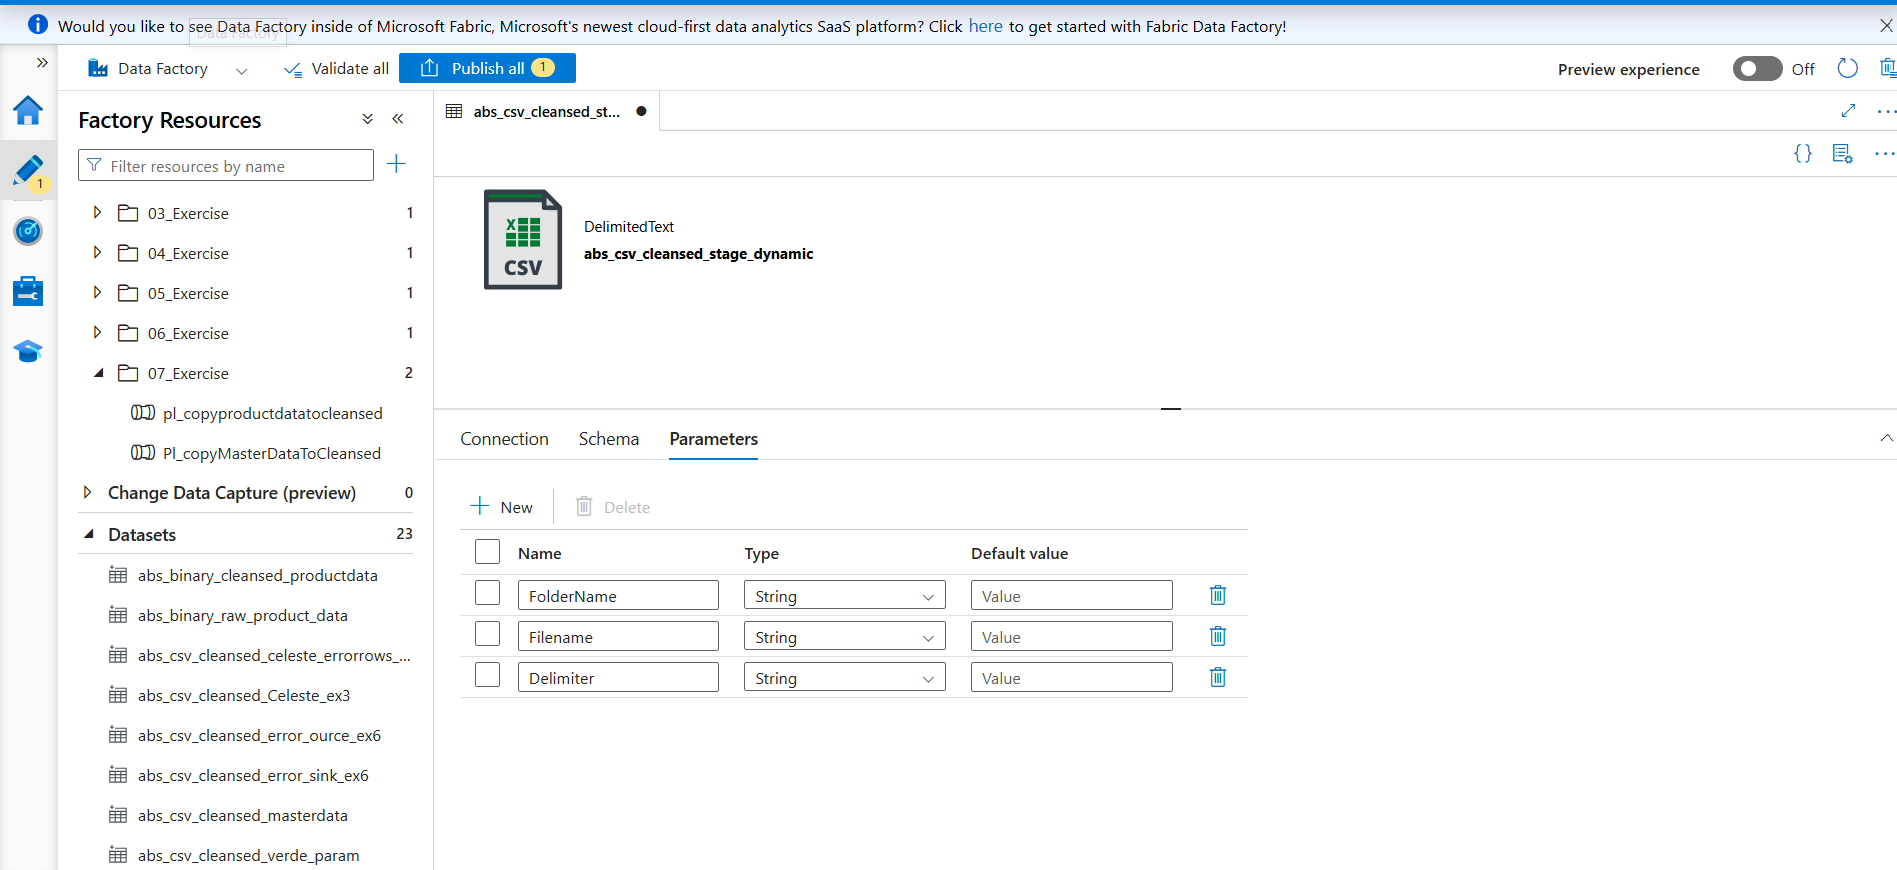 Would you like to see Data Factory inside of Microsoft Fabric, Microsoft's newest cloud-first data analytics SaaS platform? Click here to get started with Fabric Data Factory!
Data Factory
Data Factory
Validate all
Publish all 1
Preview experience
Off
1
Factory Resources
Filter resources by name
03_Exercise 1
04_Exercise 1
05_Exercise 1
06_Exercise 1
07_Exercise 2
pl_copyproductdatatocleansed
Pl_copyMasterDataToCleansed
Change Data Capture (preview) 0
Datasets 23
abs_binary_cleansed_productdata
abs_binary_raw_product_data
abs_csv_cleansed_celeste_errorrows_...
abs_csv_cleansed_Celeste_ex3
abs_csv_cleansed_error_ource_ex6
abs_csv_cleansed_error_sink_ex6
abs_csv_cleansed_masterdata
abs_csv_cleansed_verde_param
abs_csv_cleansed_st...
X
CSV
DelimitedText
abs_csv_cleansed_stage_dynamic
Connection Schema Parameters
New Delete
Name Type Default value
FolderName String Value
Filename String Value
Delimiter String Value